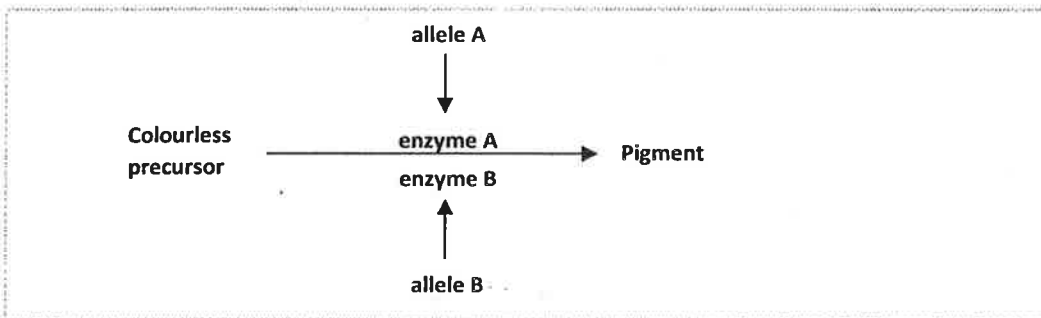 allele A
Colourless
precursor
enzyme A
Pigment
enzyme B
allele B